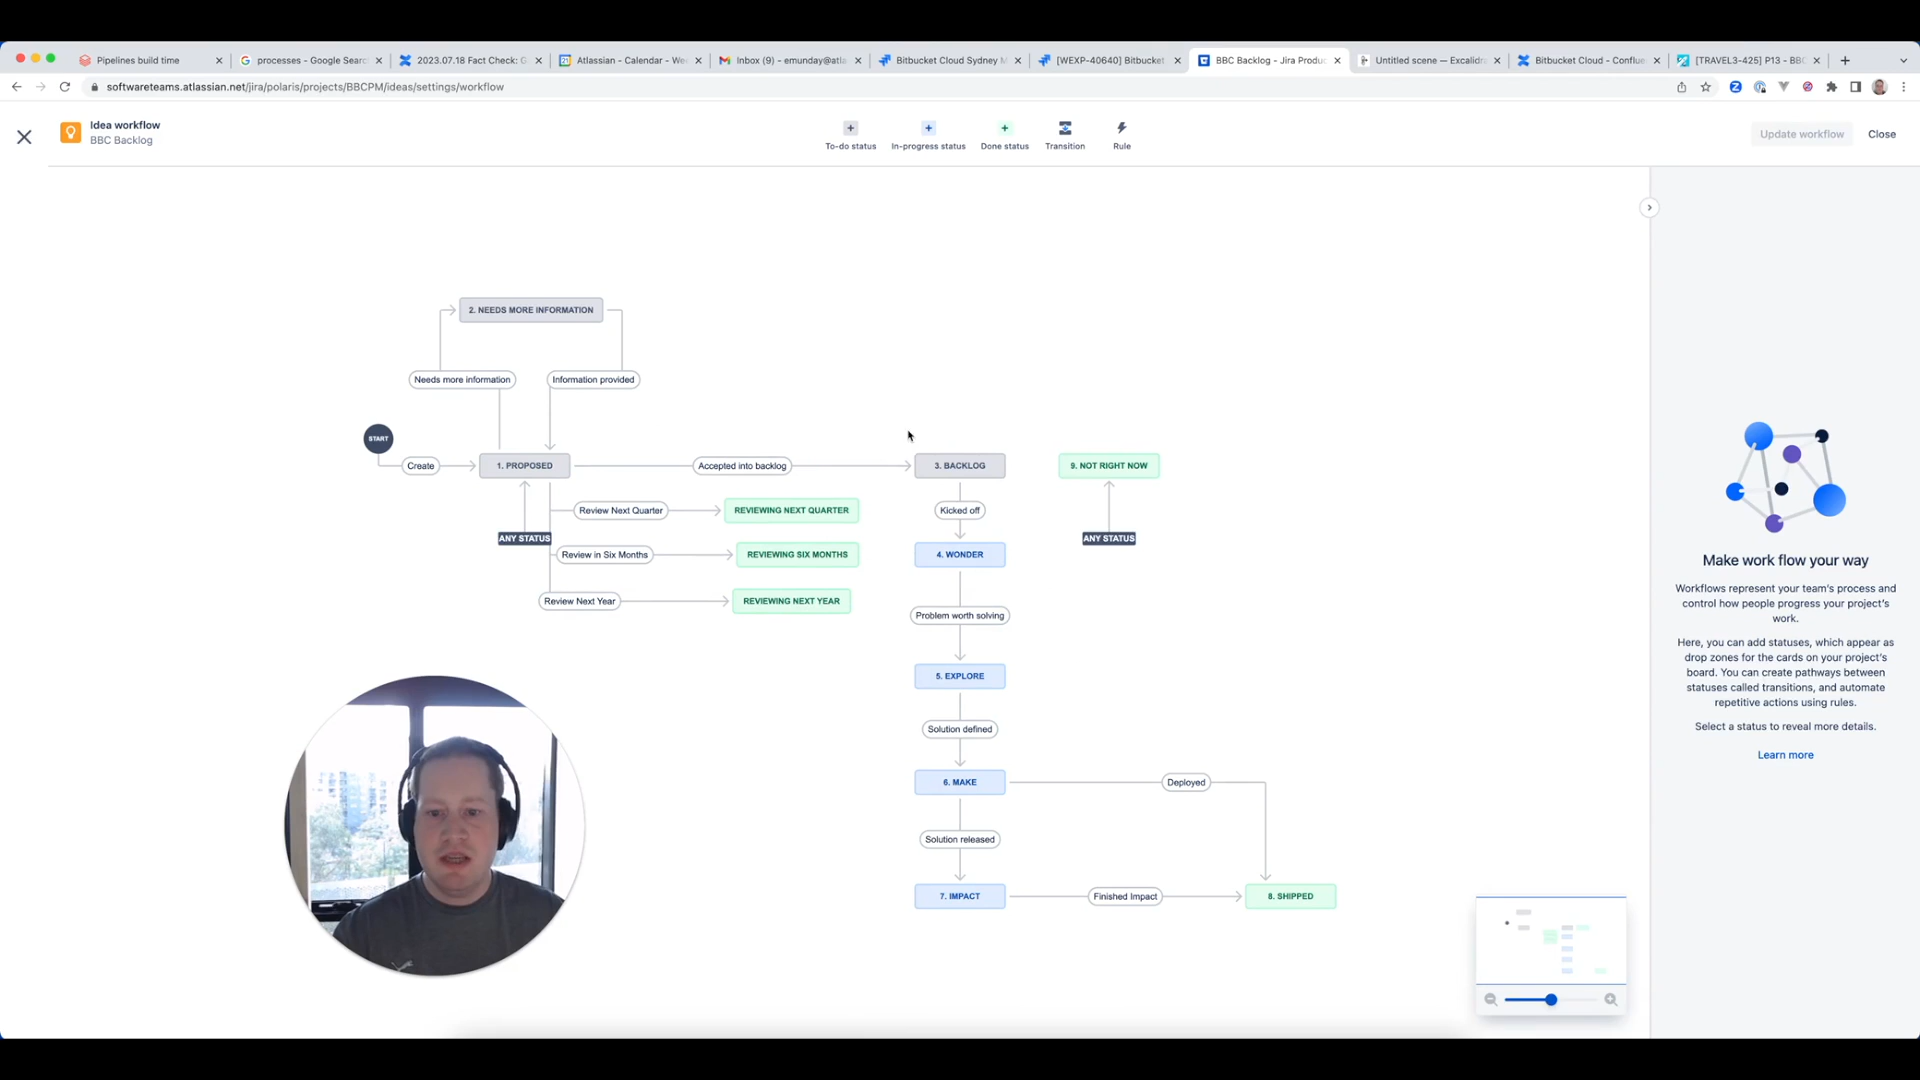 Pipelines build time
processes - Google Searc
2023.07.18 Fact Check: G
Atlassian - Calendar - We
Inbox (9) - emunday@atla
Bitbucket Cloud Sydney M
[WEXP-40640] Bitbucket
BBC Backlog - Jira Produc
Untitled scene — Excalidra
Bitbucket Cloud - Conflue
[TRAVEL3-425] P13 - BBC
softwareteams.atlassian.net/jira/polaris/projects/BBCPM/ideas/settings/workflow
Idea workflow
BBC Backlog
To-do status
In-progress status
Done status
Transition
Rule
Update workflow
Close
2. NEEDS MORE INFORMATION
Needs more information
Information provided
START
Create
1. PROPOSED
Accepted into backlog
3. BACKLOG
9. NOT RIGHT NOW
Review Next Quarter
REVIEWING NEXT QUARTER
Kicked off
ANY STATUS
ANY STATUS
Review in Six Months
REVIEWING SIX MONTHS
4. WONDER
Review Next Year
REVIEWING NEXT YEAR
Problem worth solving
5. EXPLORE
Solution defined
6. MAKE
Deployed
Solution released
7. IMPACT
Finished Impact
8. SHIPPED
Make work flow your way
Workflows represent your team's process and
control how people progress your project's
work.
Here, you can add statuses, which appear as
drop zones for the cards on your project's
board. You can create pathways between
statuses called transitions, and automate
repetitive actions using rules.
Select a status to reveal more details.
Learn more